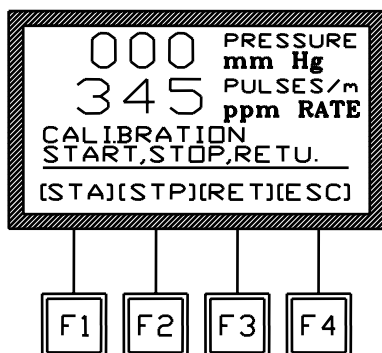 000 PRESSURE
mm Hg
345 PULSES/m
ppm RATE
CALIBRATION
START,STOP,RETU.
[STA][STP][RET][ESC]
F1 F2 F3 F4